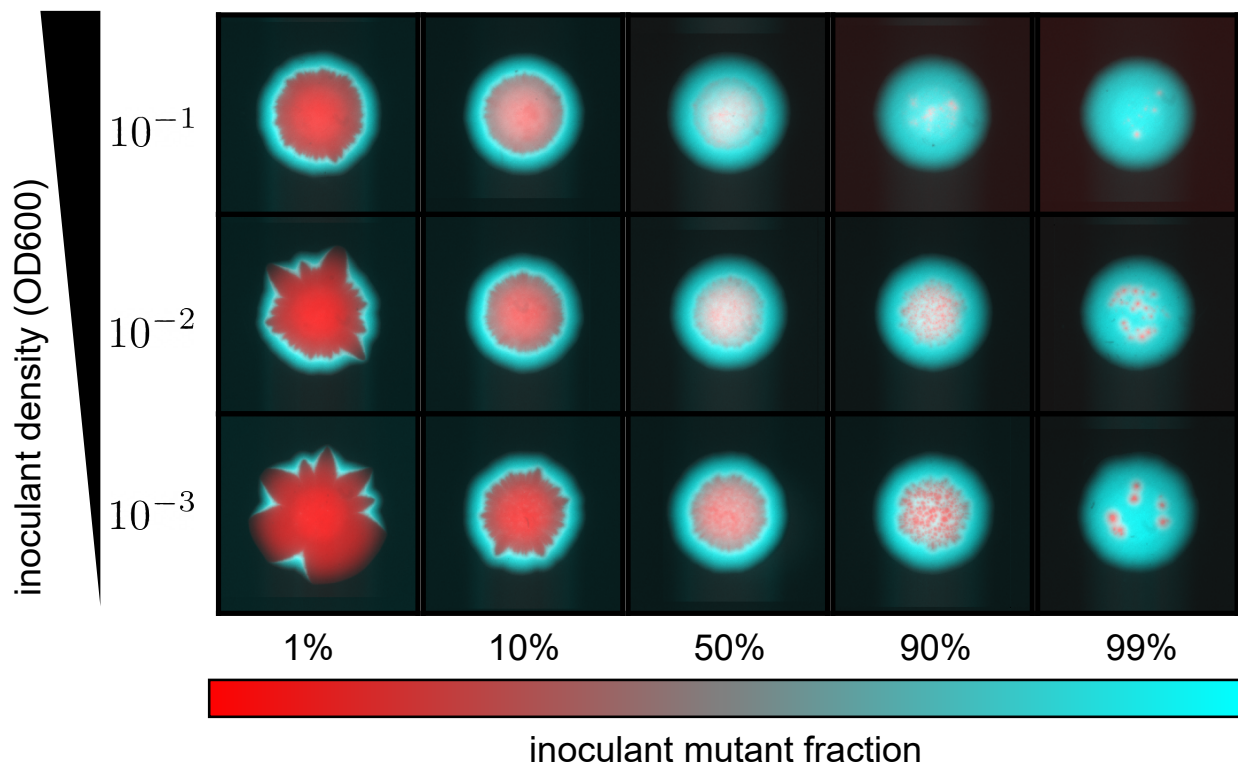 inoculant density (OD600)
10⁻¹
10⁻²
10⁻³
1% 10% 50% 90% 99%
inoculant mutant fraction